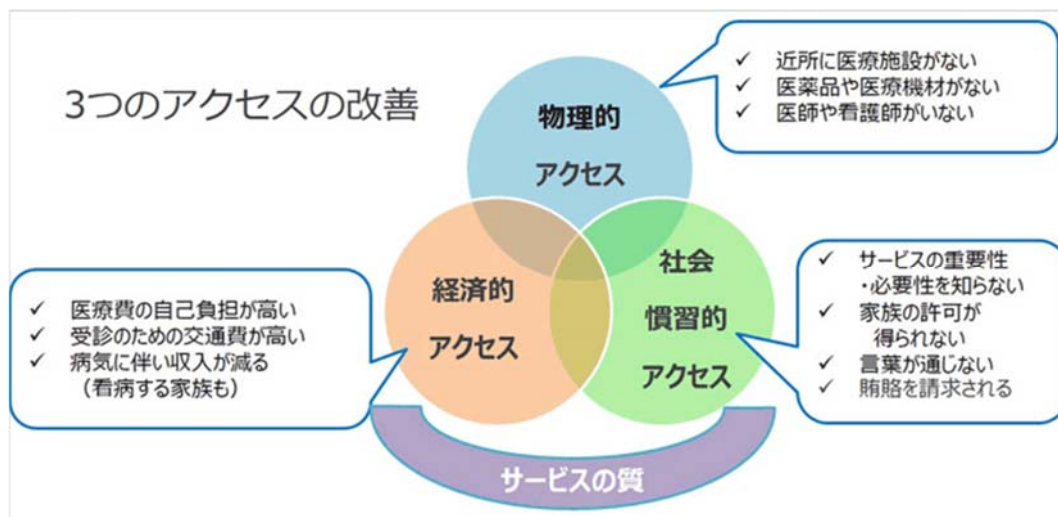 3つのアクセスの改善
物理的
アクセス
✓ 近所に医療施設がない
✓ 医薬品や医療機材がない
✓ 医師や看護師がいない
経済的
アクセス
✓ 医療費の自己負担が高い
✓ 受診のための交通費が高い
✓ 病気に伴い収入が減る
（看病する家族も）
社会
慣習的
アクセス
✓ サービスの重要性
・必要性を知らない
✓ 家族の許可が
得られない
✓ 言葉が通じない
✓ 賄賂を請求される
サービスの質